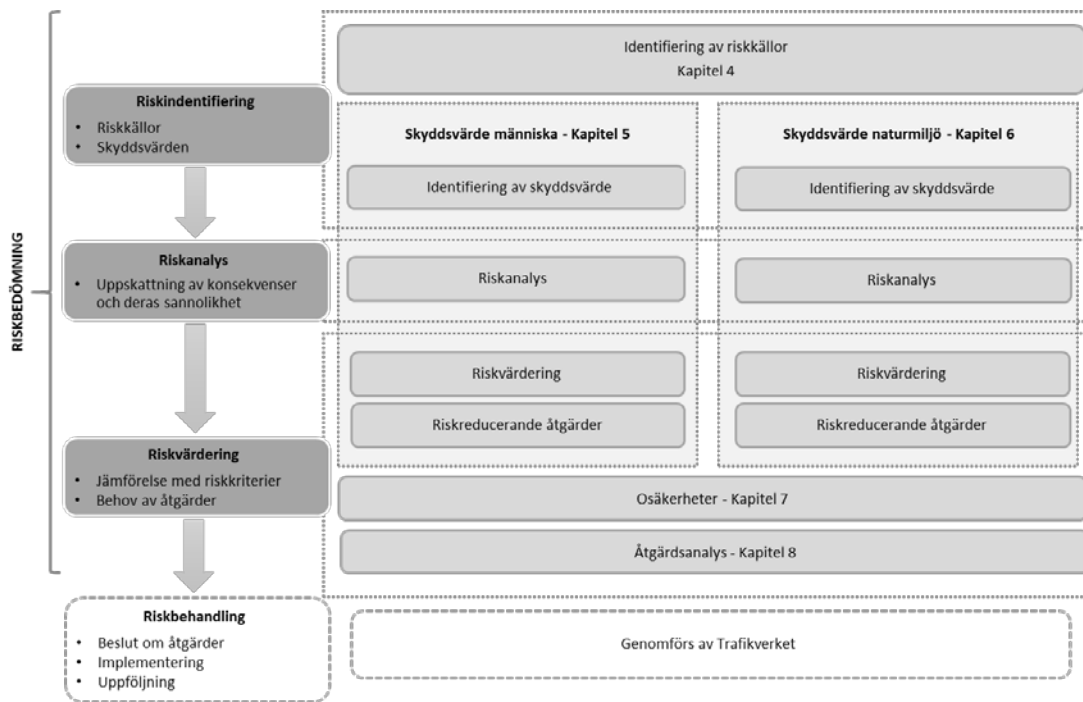 RISKBEDÖMNING
Riskindentifiering
• Riskkällor
• Skyddsvärden
Riskanalys
• Uppskattning av konsekvenser
och deras sannolikhet
Riskvärdering
• Jämförelse med riskkriterier
• Behov av åtgärder
Riskbehandling
• Beslut om åtgärder
• Implementering
• Uppföljning
Identifiering av riskkällor
Kapitel 4
Skyddsvärde människa - Kapitel 5
Identifiering av skyddsvärde
Riskanalys
Riskvärdering
Riskreducerande åtgärder
Skyddsvärde naturmiljö - Kapitel 6
Identifiering av skyddsvärde
Riskanalys
Riskvärdering
Riskreducerande åtgärder
Osäkerheter - Kapitel 7
Åtgärdsanalys - Kapitel 8
Genomförs av Trafikverket